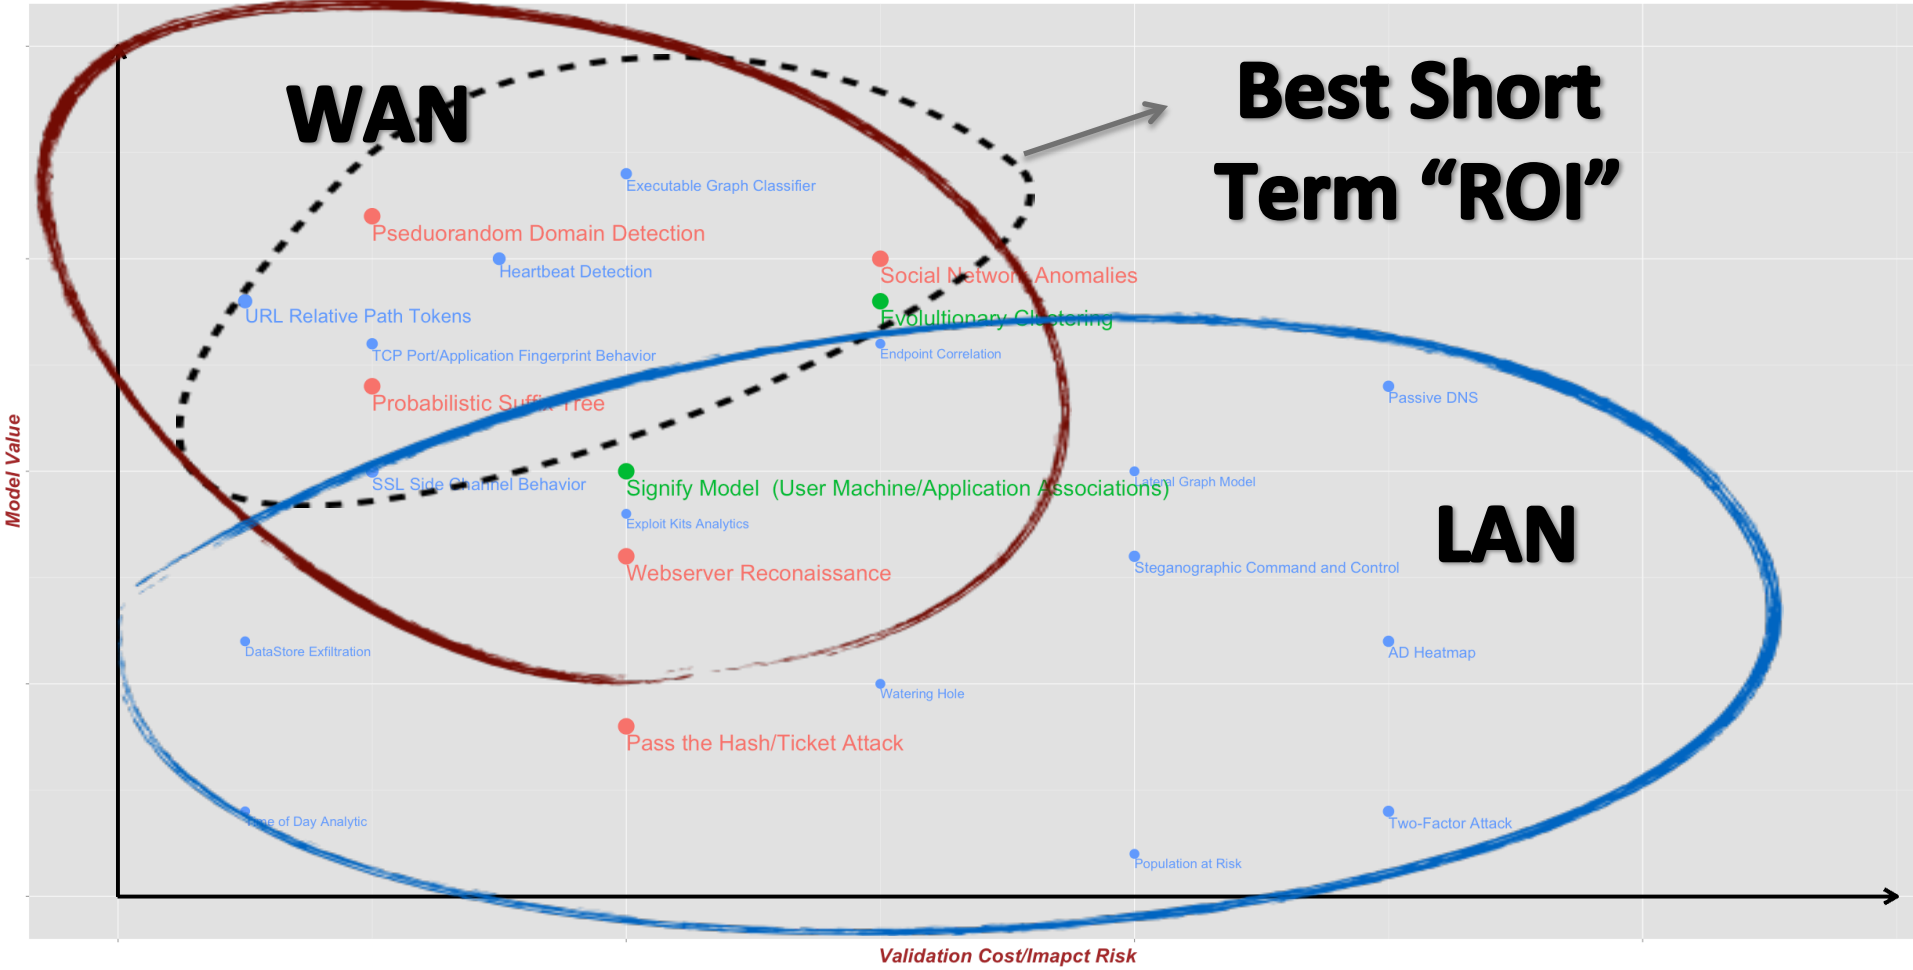 WAN
Best Short
Term “ROI”
Executable Graph Classifier
Pseduorandom Domain Detection
Heartbeat Detection
Social Network Anomalies
URL Relative Path Tokens
Evolultionary Clustering
TCP Port/Application Fingerprint Behavior
Endpoint Correlation
Probabilistic Suffix Tree
Passive DNS
SSL Side Channel Behavior
Signify Model (User Machine/Application Associations)
Lateral Graph Model
Exploit Kits Analytics
LAN
Webserver Reconaissance
Steganographic Command and Control
DataStore Exfiltration
AD Heatmap
Watering Hole
Pass the Hash/Ticket Attack
Time of Day Analytic
Two-Factor Attack
Population at Risk
Model Value
Validation Cost/Imapct Risk